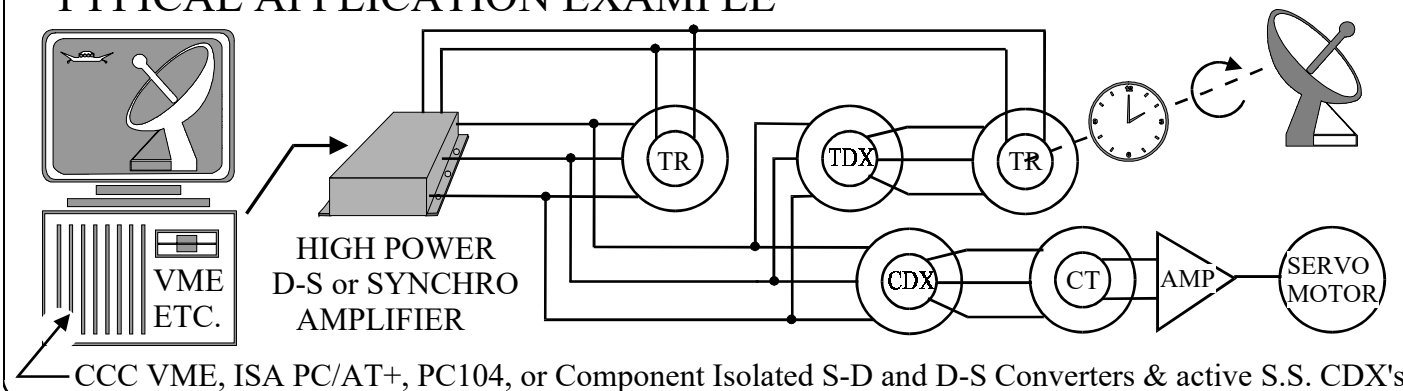 TYPICAL APPLICATION EXAMPLE
TR
TDX
TR
12
HIGH POWER
D-S or SYNCHRO
AMPLIFIER
VME
ETC.
CDX
CT
AMP
SERVO
MOTOR
CCC VME, ISA PC/AT+, PC104, or Component Isolated S-D and D-S Converters & active S.S. CDX's